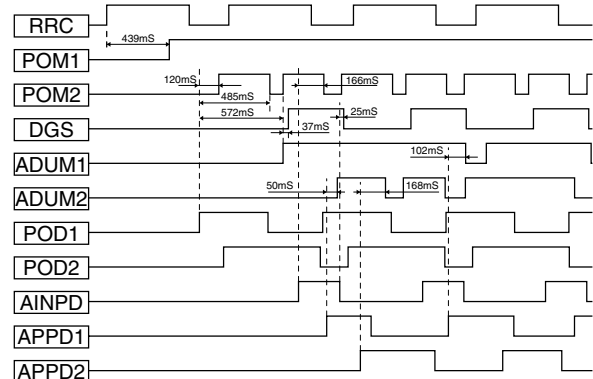 RRC
439mS
POM1
120mS
166mS
POM2
485mS
572mS
25mS
DGS
37mS
102mS
ADUM1
50mS
168mS
ADUM2
POD1
POD2
AINPD
APPD1
APPD2